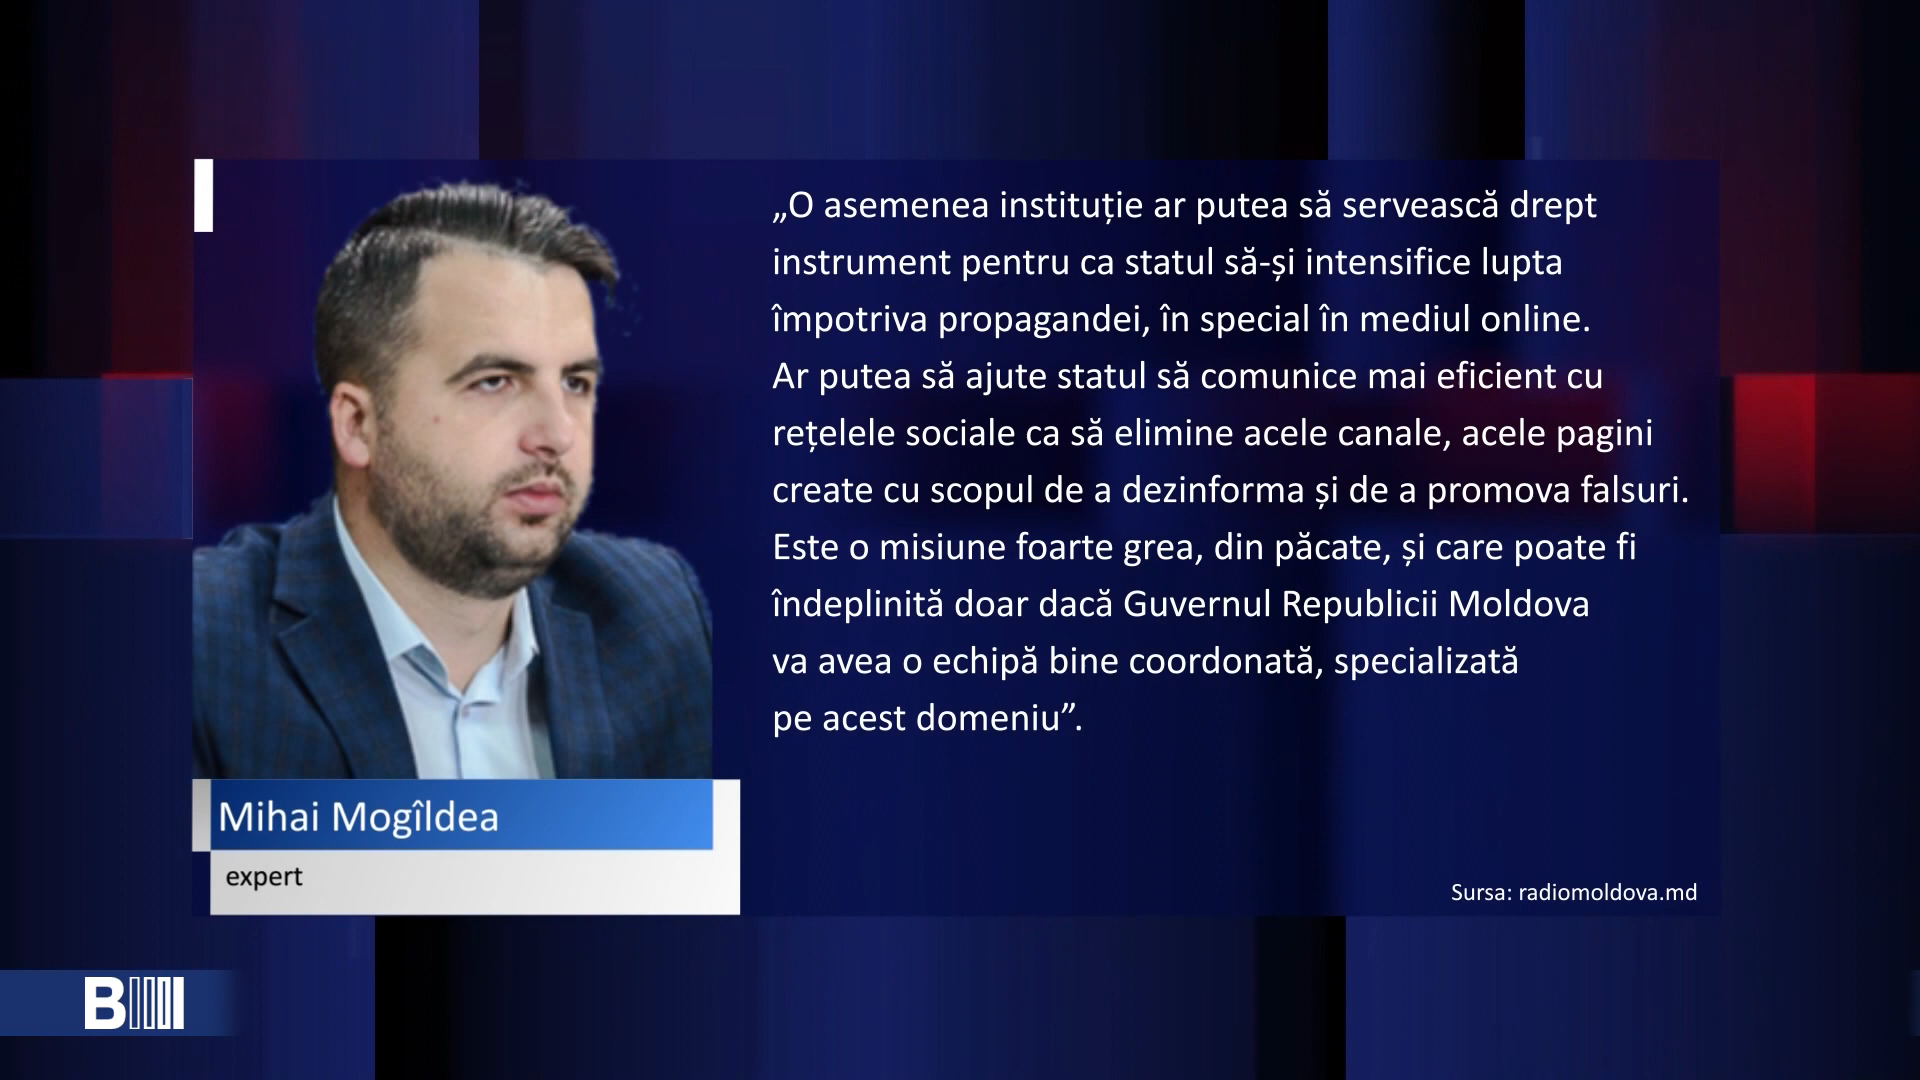 „O asemenea instituție ar putea să servească drept
instrument pentru ca statul să-și intensifice lupta
împotriva propagandei, în special în mediul online.
Ar putea să ajute statul să comunice mai eficient cu
rețelele sociale ca să elimine acele canale, acele pagini
create cu scopul de a dezinforma și de a promova falsuri.
Este o misiune foarte grea, din păcate, și care poate fi
îndeplinită doar dacă Guvernul Republicii Moldova
va avea o echipă bine coordonată, specializată
pe acest domeniu”.
Mihai Mogîldea
expert
Sursa: radiomoldova.md
B